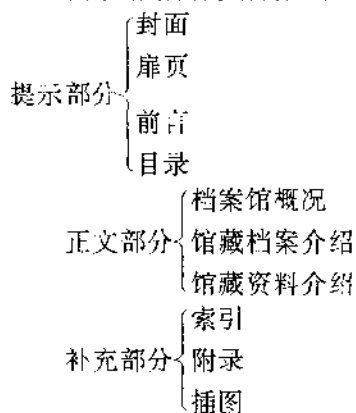 封面
扉页
提示部分
前言
目录
档案馆概况
正文部分
馆藏档案介绍
馆藏资料介绍
索引
补充部分
附录
插图